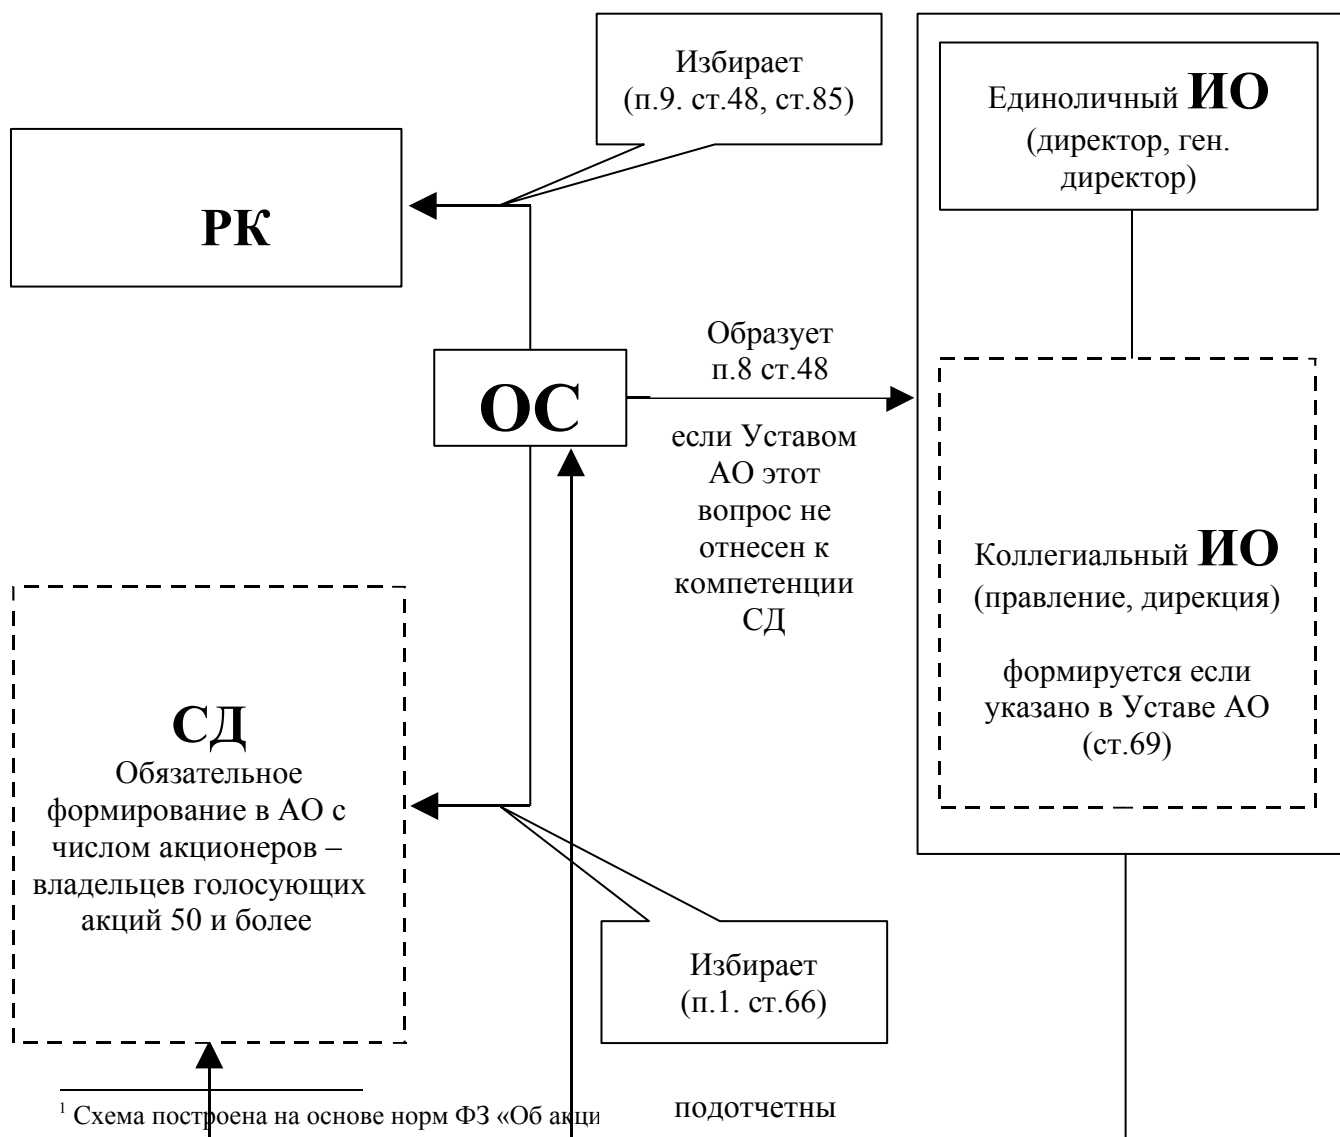 Избирает
(п.9. ст.48, ст.85)
Единоличный ИО
(директор, ген.
директор)
РК
Образует
п.8 ст.48
ОС
если Уставом
АО этот
вопрос не
отнесен к
компетенции
СД
Коллегиальный ИО
(правление, дирекция)
формируется если
указано в Уставе АО
(ст.69)
СД
Обязательное
формирование в АО с
числом акционеров –
владельцев голосующих
акций 50 и более
Избирает
(п.1. ст.66)
подотчетны
1 Схема построена на основе норм ФЗ «Об акци